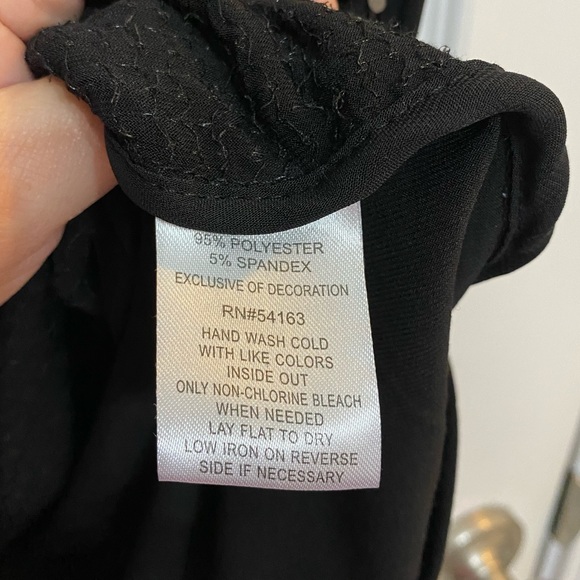 95% POLYESTER
5% SPANDEX
EXCLUSIVE OF DECORATION
RN#54163
HAND WASH COLD
WITH LIKE COLORS
INSIDE OUT
ONLY NON-CHLORINE BLEACH
WHEN NEEDED
LAY FLAT TO DRY
LOW IRON ON REVERSE
SIDE IF NECESSARY